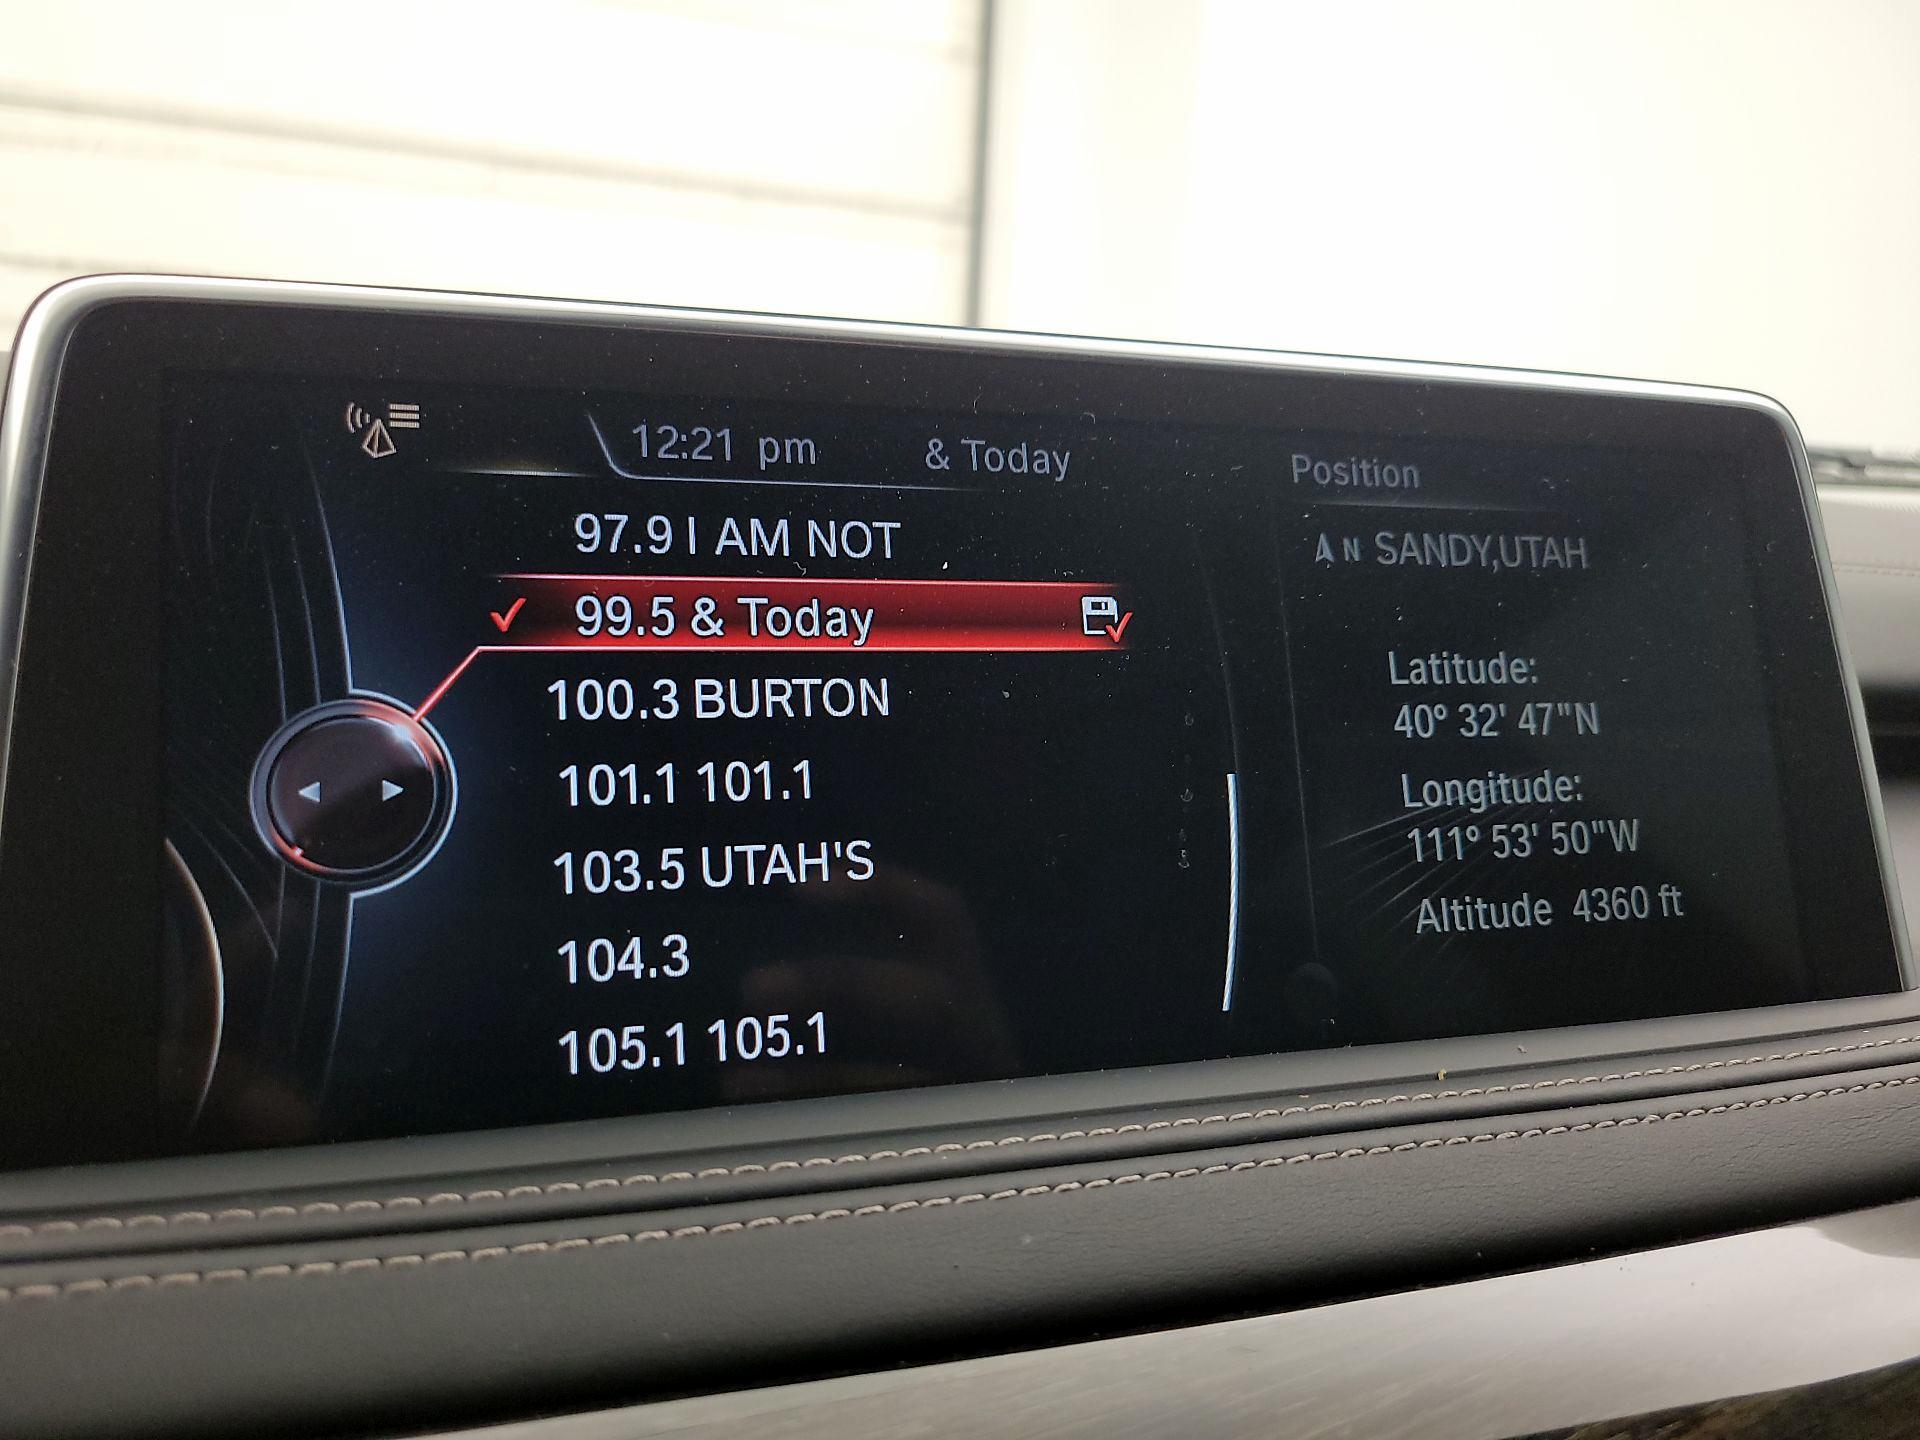 12:21 pm & Today
97.9 I AM NOT
99.5 & Today
100.3 BURTON
101.1 101.1
103.5 UTAH'S
104.3
105.1 105.1
Position
N SANDY,UTAH
Latitude:
40° 32' 47"N
Longitude:
111° 53' 50"W
Altitude 4360 ft